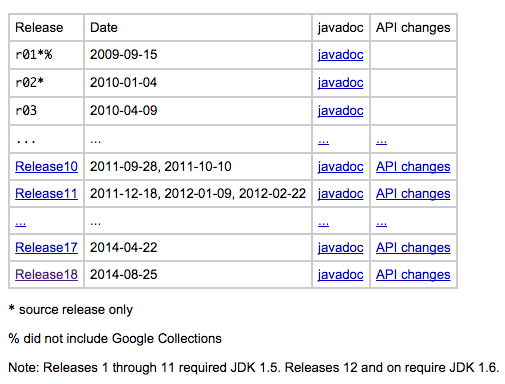 Release Date javadoc API changes
r01*% 2009-09-15 javadoc
r02* 2010-01-04 javadoc
r03 2010-04-09 javadoc
... ... ... ...
Release10 2011-09-28, 2011-10-10 javadoc API changes
Release11 2011-12-18, 2012-01-09, 2012-02-22 javadoc API changes
... ... ... ...
Release17 2014-04-22 javadoc API changes
Release18 2014-08-25 javadoc API changes
* source release only
% did not include Google Collections
Note: Releases 1 through 11 required JDK 1.5. Releases 12 and on require JDK 1.6.